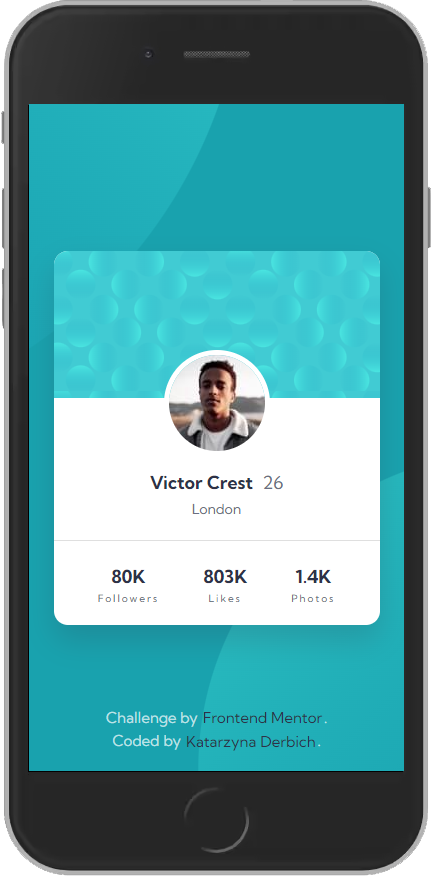 Victor Crest 26
London
80K 803K 1.4K
Followers Likes Photos
Challenge by Frontend Mentor.
Coded by Katarzyna Derbich.